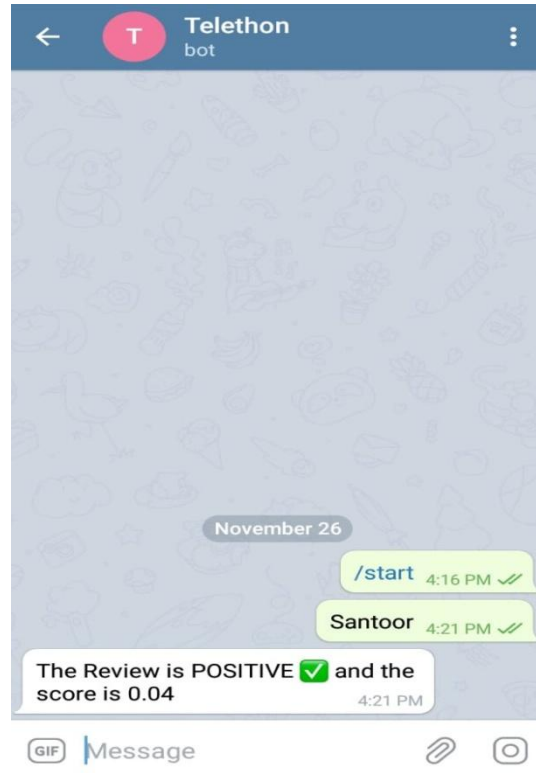 T
Telethon
bot
November 26
/start 4:16 PM
Santoor 4:21 PM
The Review is POSITIVE ✅ and the
score is 0.04 4:21 PM
GIF Message